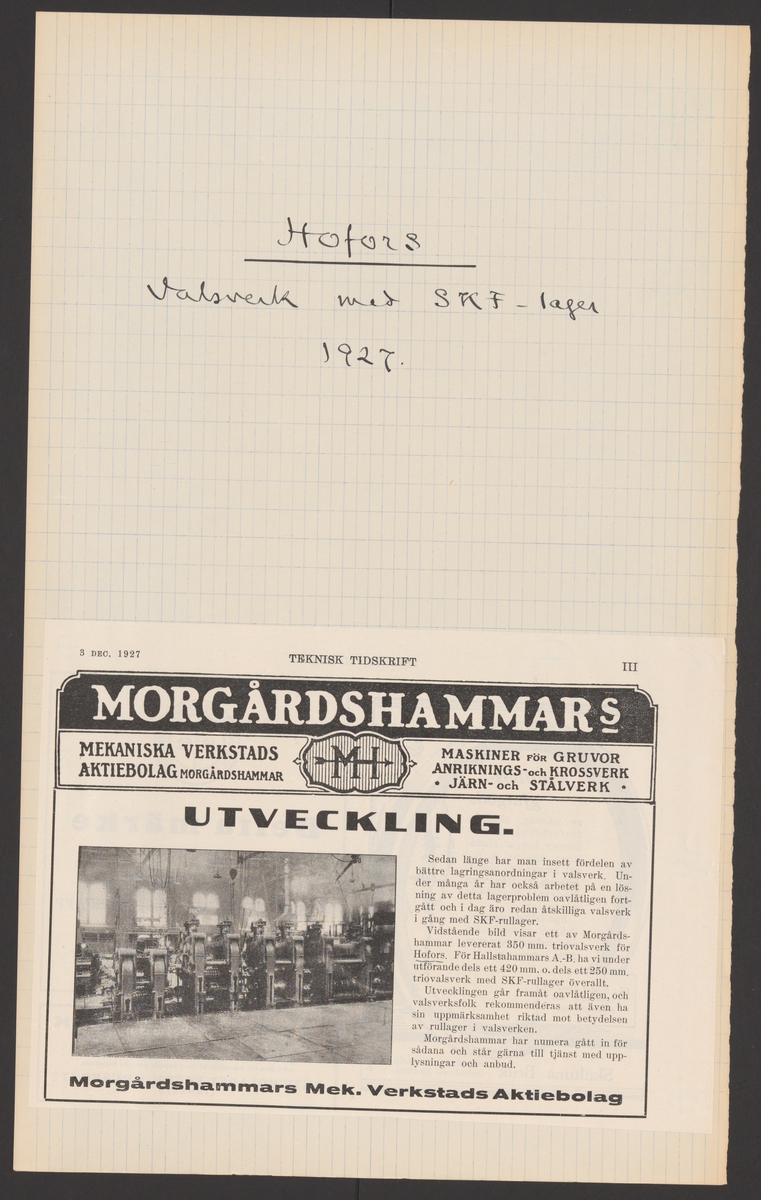 Hofors
Valsverk med SKF-lager
1927.
3 DEC. 1927
TEKNISK TIDSKRIFT
III
MORGÅRDSHAMMARS
MEKANISKA VERKSTADS
AKTIEBOLAG MORGÅRDSHAMMAR
MH
MASKINER FÖR GRUVOR
ANRIKNINGS- och KROSSVERK
• JÄRN- och STÅLVERK •
UTVECKLING.
Sedan länge har man insett fördelen av
bättre lagringsanordningar i valsverk. Un-
der många år har också arbetet på en lös-
ning av detta lagerproblem oavlåtligen fort-
gått och i dag äro redan åtskilliga valsverk
i gång med SKF-rullager.
Vidstående bild visar ett av Morgårds-
hammar levererat 350 mm. triovalsverk för
Hofors. För Hallstahammars A.-B. ha vi under
utförande dels ett 420 mm. o. dels ett 250 mm.
triovalsverk med SKF-rullager överallt.
Utvecklingen går framåt oavlåtligen, och
valsverksfolk rekommenderas att även ha
sin uppmärksamhet riktad mot betydelsen
av rullager i valsverken.
Morgårdshammar har numera gått in för
sådana och står gärna till tjänst med upp-
lysningar och anbud.
Morgårdshammars Mek. Verkstads Aktiebolag